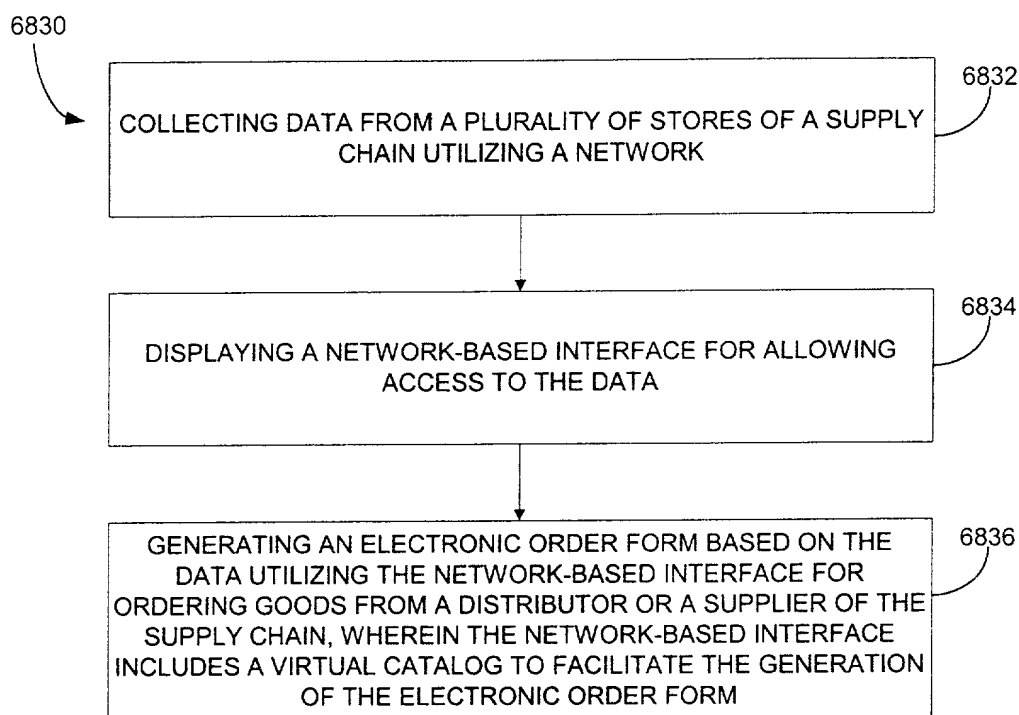 6830
6832
COLLECTING DATA FROM A PLURALITY OF STORES OF A SUPPLY
CHAIN UTILIZING A NETWORK
6834
DISPLAYING A NETWORK-BASED INTERFACE FOR ALLOWING
ACCESS TO THE DATA
6836
GENERATING AN ELECTRONIC ORDER FORM BASED ON THE
DATA UTILIZING THE NETWORK-BASED INTERFACE FOR
ORDERING GOODS FROM A DISTRIBUTOR OR A SUPPLIER OF THE
SUPPLY CHAIN, WHEREIN THE NETWORK-BASED INTERFACE
INCLUDES A VIRTUAL CATALOG TO FACILITATE THE GENERATION
OF THE ELECTRONIC ORDER FORM